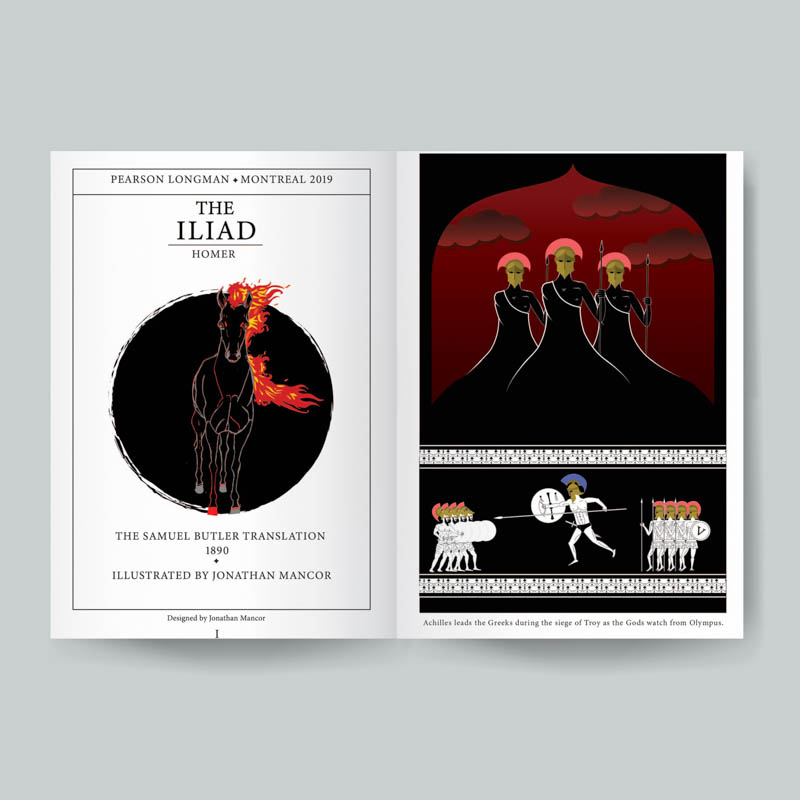 PEARSON LONGMAN ✦ MONTREAL 2019
THE
ILIAD
HOMER
THE SAMUEL BUTLER TRANSLATION
1890
✦
ILLUSTRATED BY JONATHAN MANCOR
Designed by Jonathan Mancor
I
V
Achilles leads the Greeks during the siege of Troy as the Gods watch from Olympus.